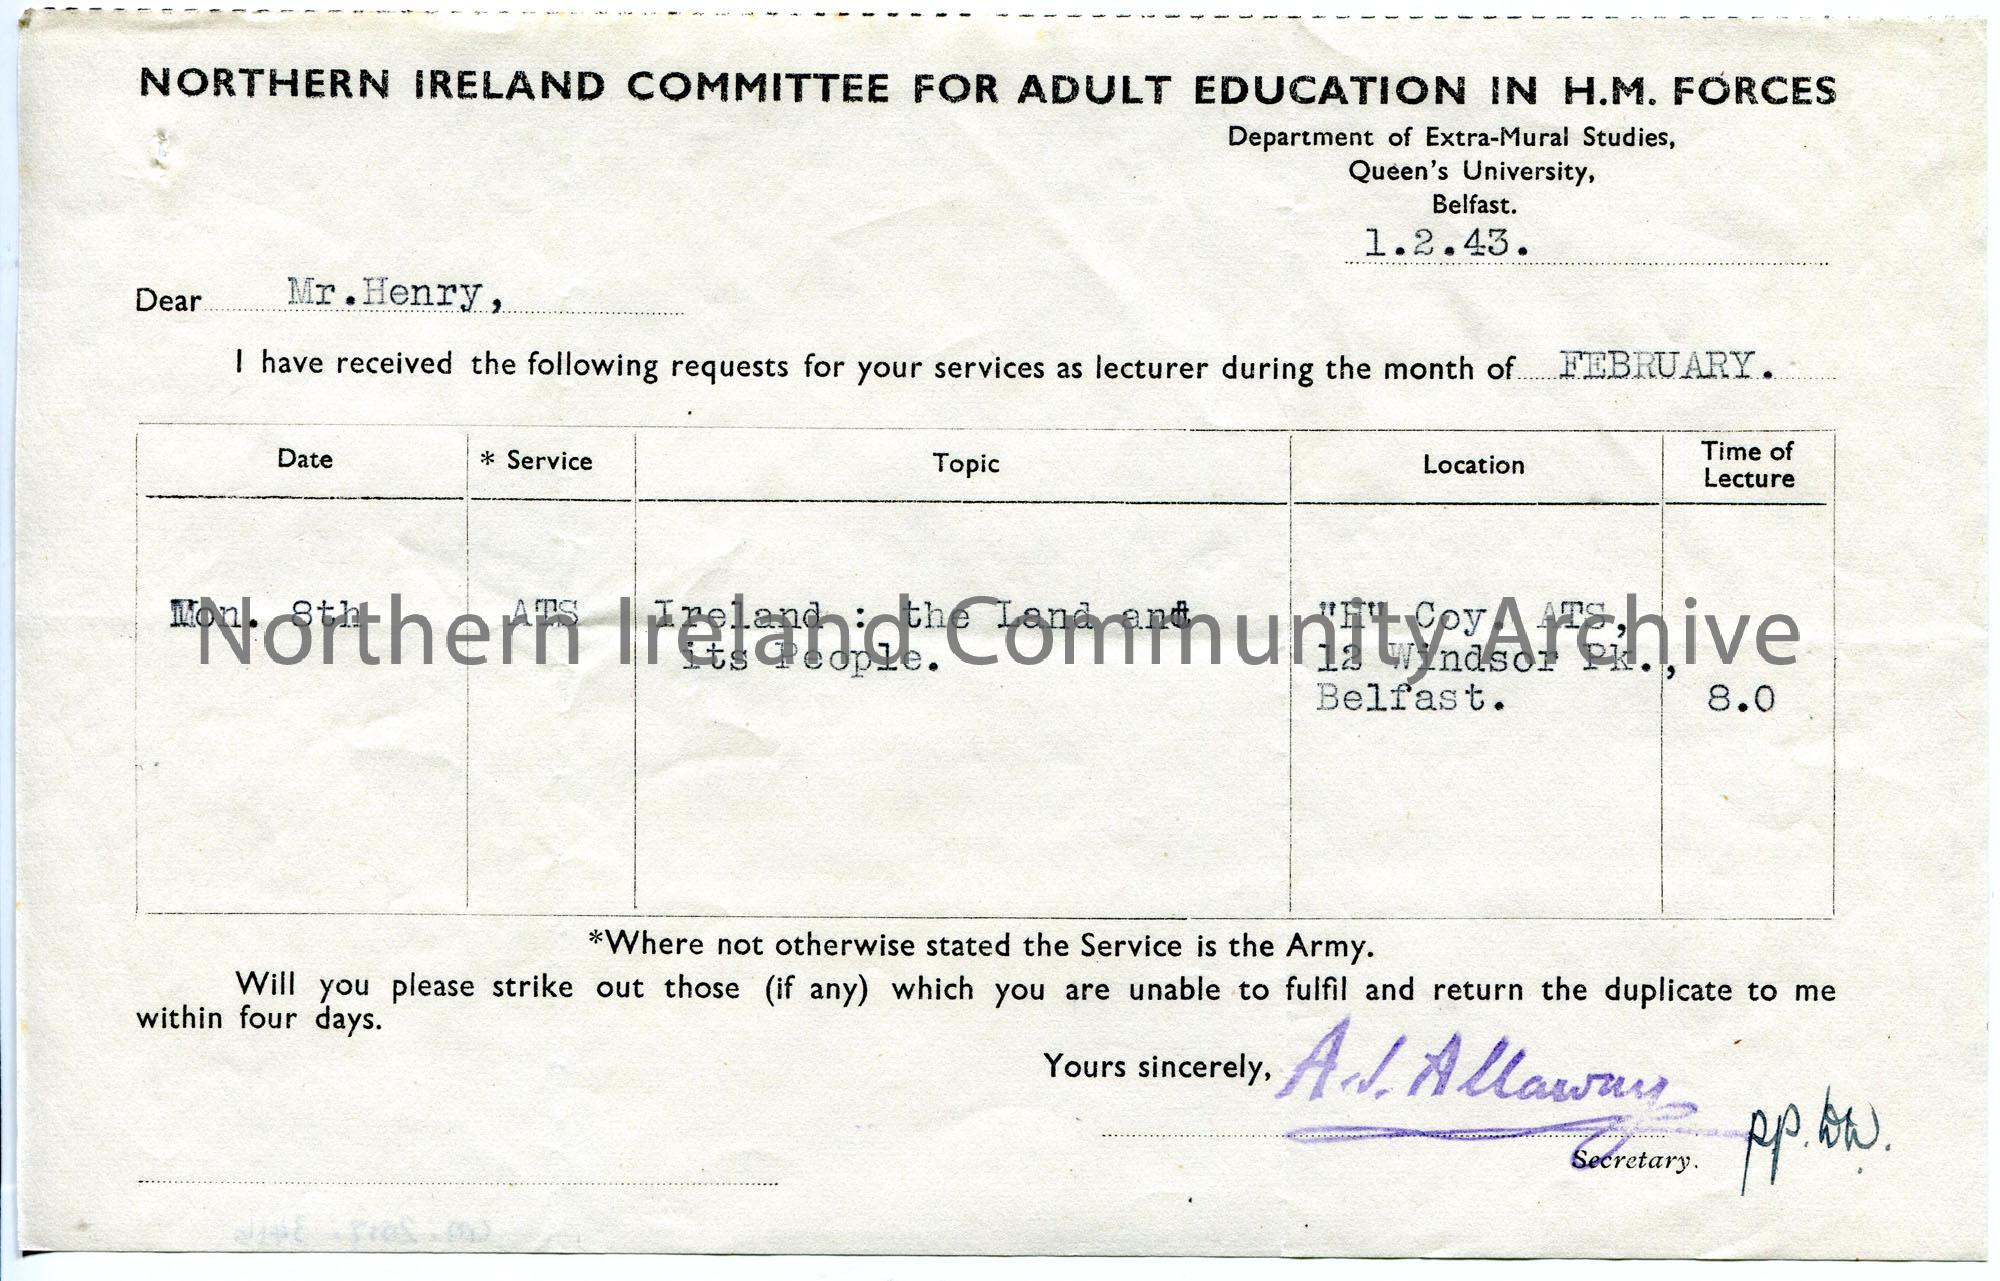 NORTHERN IRELAND COMMITTEE FOR ADULT EDUCATION IN H.M. FORCES
Department of Extra-Mural Studies,
Queen's University,
Belfast.
1.2.43.
Dear Mr.Henry,
I have received the following requests for your services as lecturer during the month of FEBRUARY.
Date * Service Topic Location Time of Lecture
Mon. 8th ATS Ireland : the Land and "H" Coy. ATS,
its People. 12 Windsor Pk.,
Belfast. 8.0
Northern Ireland Community Archive
*Where not otherwise stated the Service is the Army.
Will you please strike out those (if any) which you are unable to fulfil and return the duplicate to me
within four days.
Yours sincerely, A.J. Allaway
Secretary. pp.